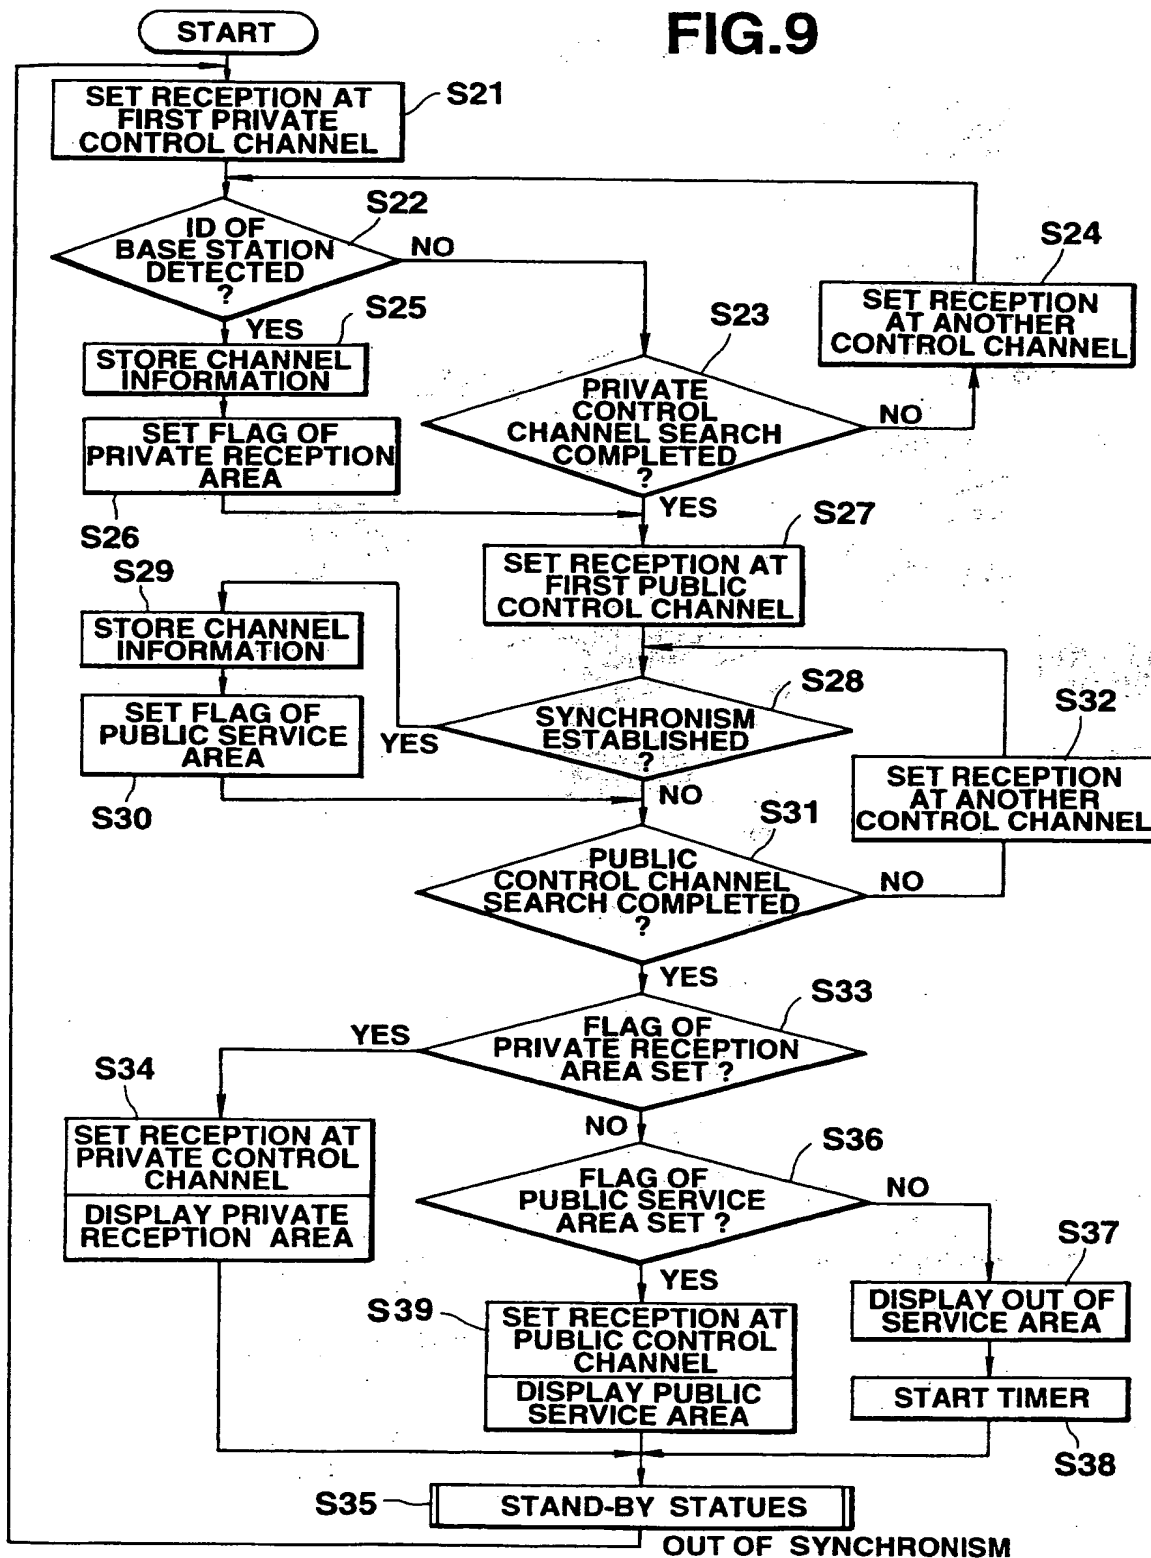 FIG.9
START
SET RECEPTION AT
FIRST PRIVATE
CONTROL CHANNEL
S21
S22
ID OF
BASE STATION
DETECTED
?
NO
YES
S25
STORE CHANNEL
INFORMATION
SET FLAG OF
PRIVATE RECEPTION
AREA
S26
S23
PRIVATE
CONTROL
CHANNEL SEARCH
COMPLETED
?
NO
YES
S24
SET RECEPTION
AT ANOTHER
CONTROL CHANNEL
S27
SET RECEPTION AT
FIRST PUBLIC
CONTROL CHANNEL
S29
STORE CHANNEL
INFORMATION
SET FLAG OF
PUBLIC SERVICE
AREA
S30
S28
SYNCHRONISM
ESTABLISHED
?
YES
NO
S32
SET RECEPTION
AT ANOTHER
CONTROL CHANNEL
S31
PUBLIC
CONTROL CHANNEL
SEARCH COMPLETED
?
NO
YES
S33
FLAG OF
PRIVATE RECEPTION
AREA SET ?
YES
NO
S34
SET RECEPTION AT
PRIVATE CONTROL
CHANNEL
DISPLAY PRIVATE
RECEPTION AREA
S36
FLAG OF
PUBLIC SERVICE
AREA SET ?
NO
YES
S37
DISPLAY OUT OF
SERVICE AREA
START TIMER
S38
S39
SET RECEPTION AT
PUBLIC CONTROL
CHANNEL
DISPLAY PUBLIC
SERVICE AREA
S35
STAND-BY STATUES
OUT OF SYNCHRONISM